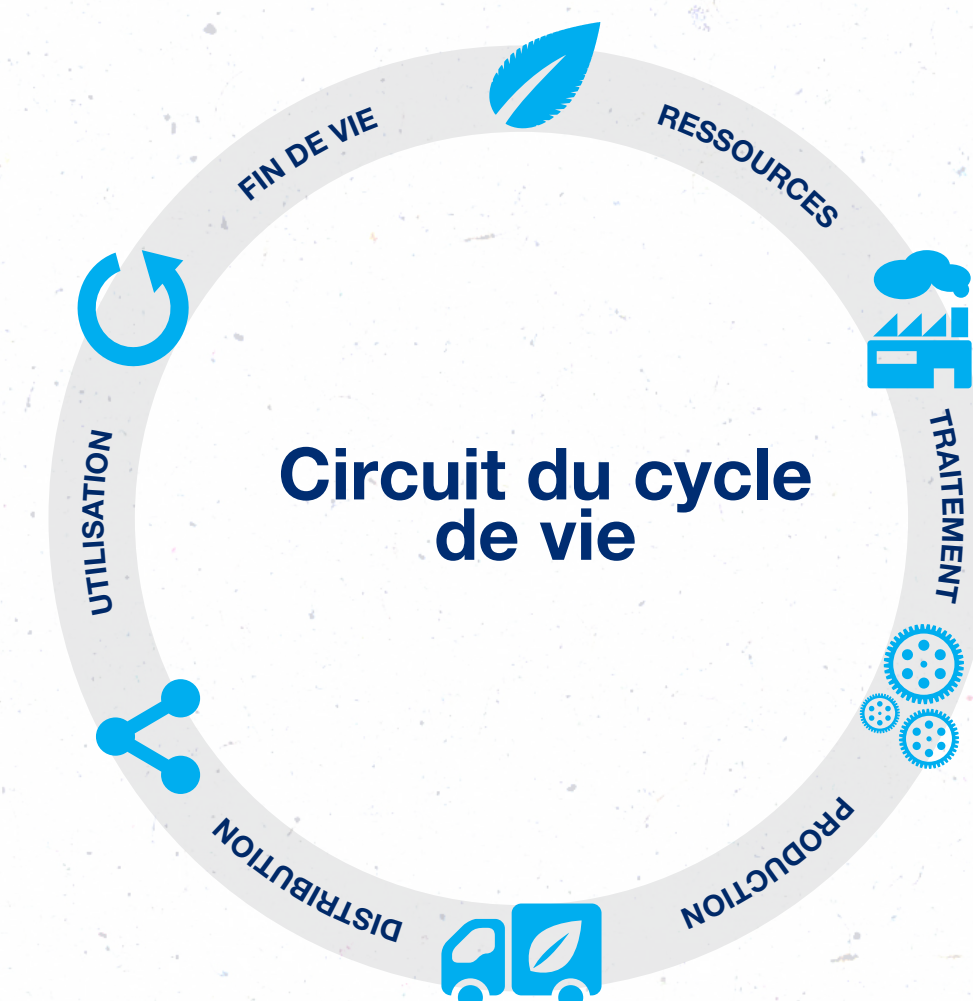 Circuit du cycle
de vie
RESSOURCES
TRAITEMENT
PRODUCTION
DISTRIBUTION
UTILISATION
FIN DE VIE